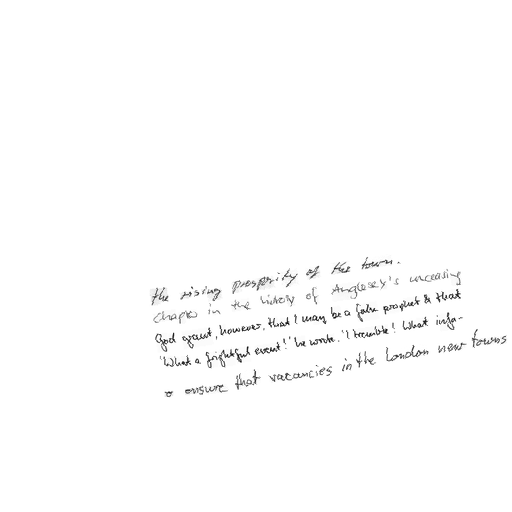 the rising prosperity of the town.
chapter in the history of Anglesey's unceasing
God grant, however, that I may be a false prophet & that
'What a frightful event!' he wrote. 'I tremble! What infa-
to ensure that vacancies in the London new towns